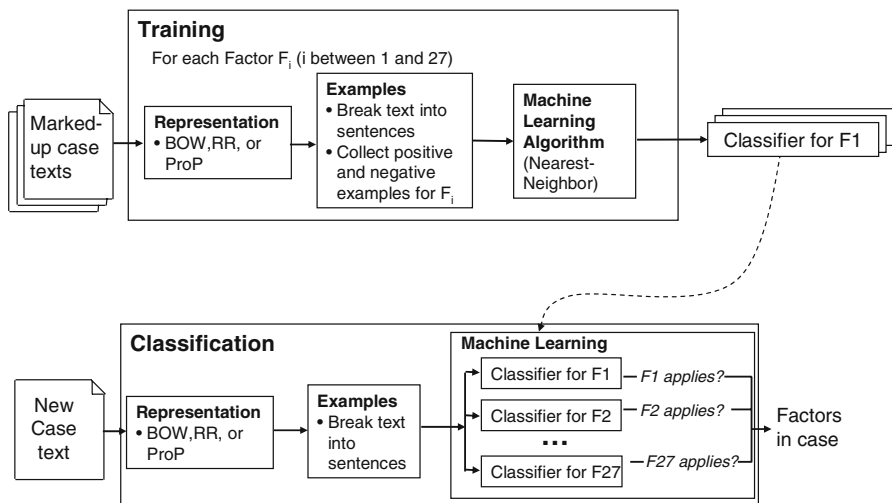 Training
For each Factor Fi (i between 1 and 27)
Marked-
up case
texts
Representation
• BOW,RR, or
ProP
Examples
• Break text into
sentences
• Collect positive
and negative
examples for Fi
Machine
Learning
Algorithm
(Nearest-
Neighbor)
Classifier for F1
Classification
New
Case
text
Representation
• BOW,RR, or
ProP
Examples
• Break text
into
sentences
Machine Learning
Classifier for F1
F1 applies?
Classifier for F2
F2 applies?
...
Classifier for F27
F27 applies?
Factors
in case